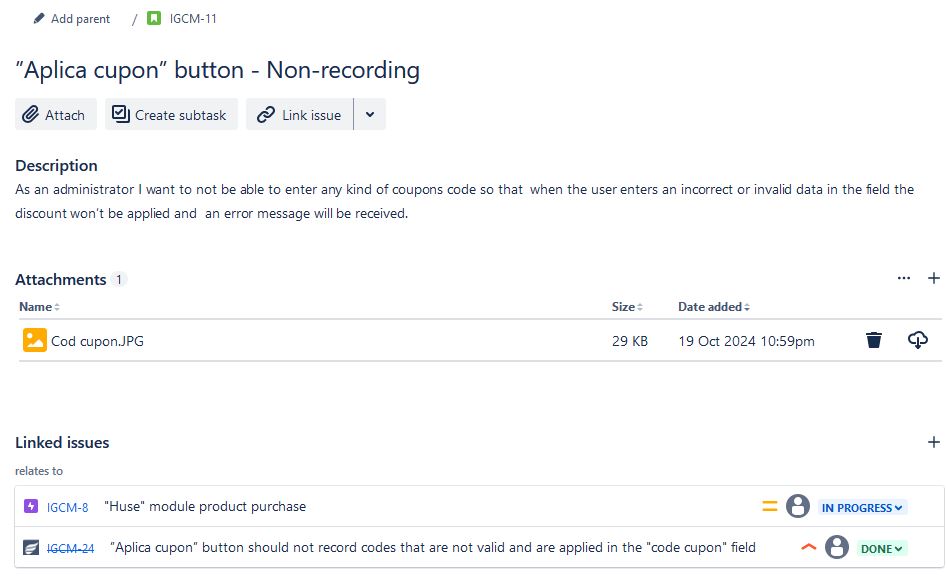 Add parent / IGCM-11
”Aplica cupon” button - Non-recording
Attach Create subtask Link issue
Description
As an administrator I want to not be able to enter any kind of coupons code so that when the user enters an incorrect or invalid data in the field the
discount won't be applied and an error message will be received.
Attachments 1
Name Size Date added
Cod cupon.JPG 29 KB 19 Oct 2024 10:59pm
Linked issues
relates to
IGCM-8 "Huse" module product purchase IN PROGRESS
IGCM-24 ”Aplica cupon” button should not record codes that are not valid and are applied in the "code cupon" field DONE